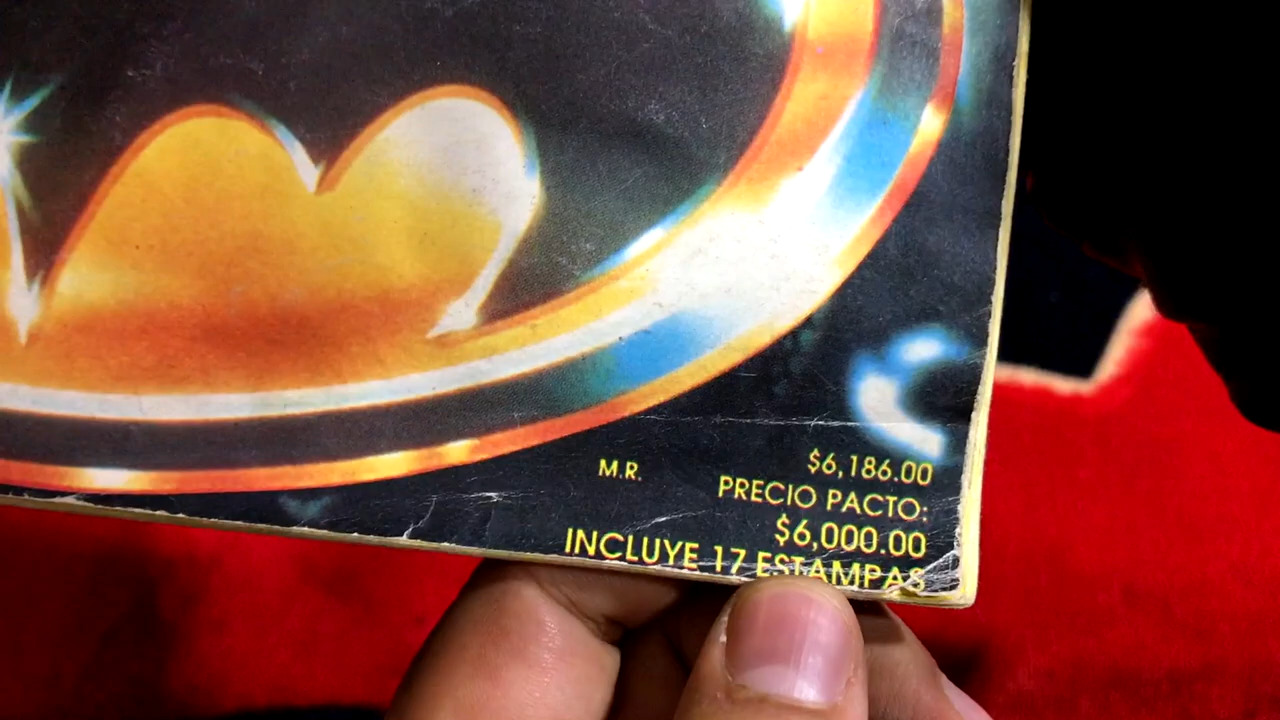 M.R.
$6,186.00
PRECIO PACTO:
$6,000.00
INCLUYE 17 ESTAMPAS